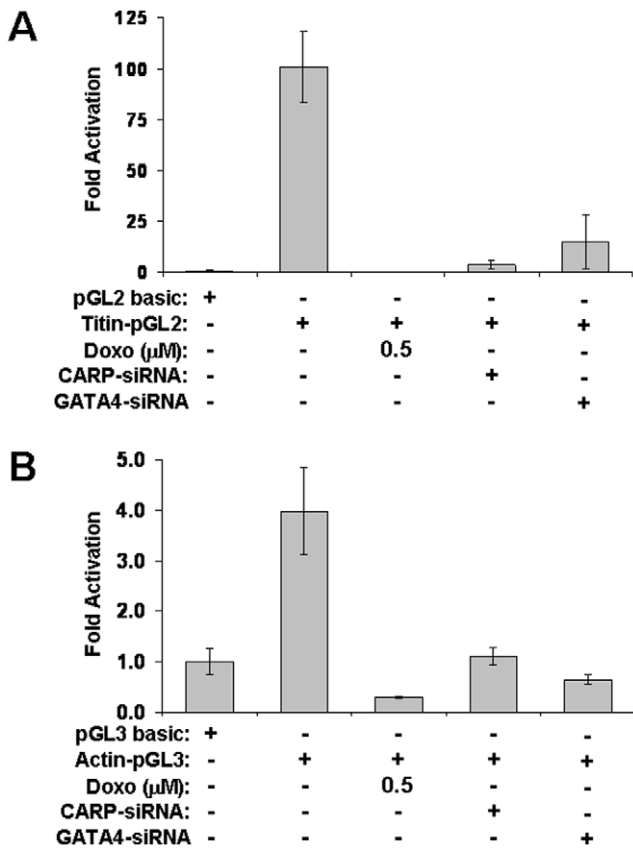 A
Fold Activation
125
100
75
50
25
0
pGL2 basic: + - - - -
Titin-pGL2: - + + + +
Doxo (μM): - - 0.5 - -
CARP-siRNA: - - - + -
GATA4-siRNA - - - - +
B
Fold Activation
5.0
4.0
3.0
2.0
1.0
0.0
pGL3 basic: + - - - -
Actin-pGL3: - + + + +
Doxo (μM): - - 0.5 - -
CARP-siRNA: - - - + -
GATA4-siRNA: - - - - +